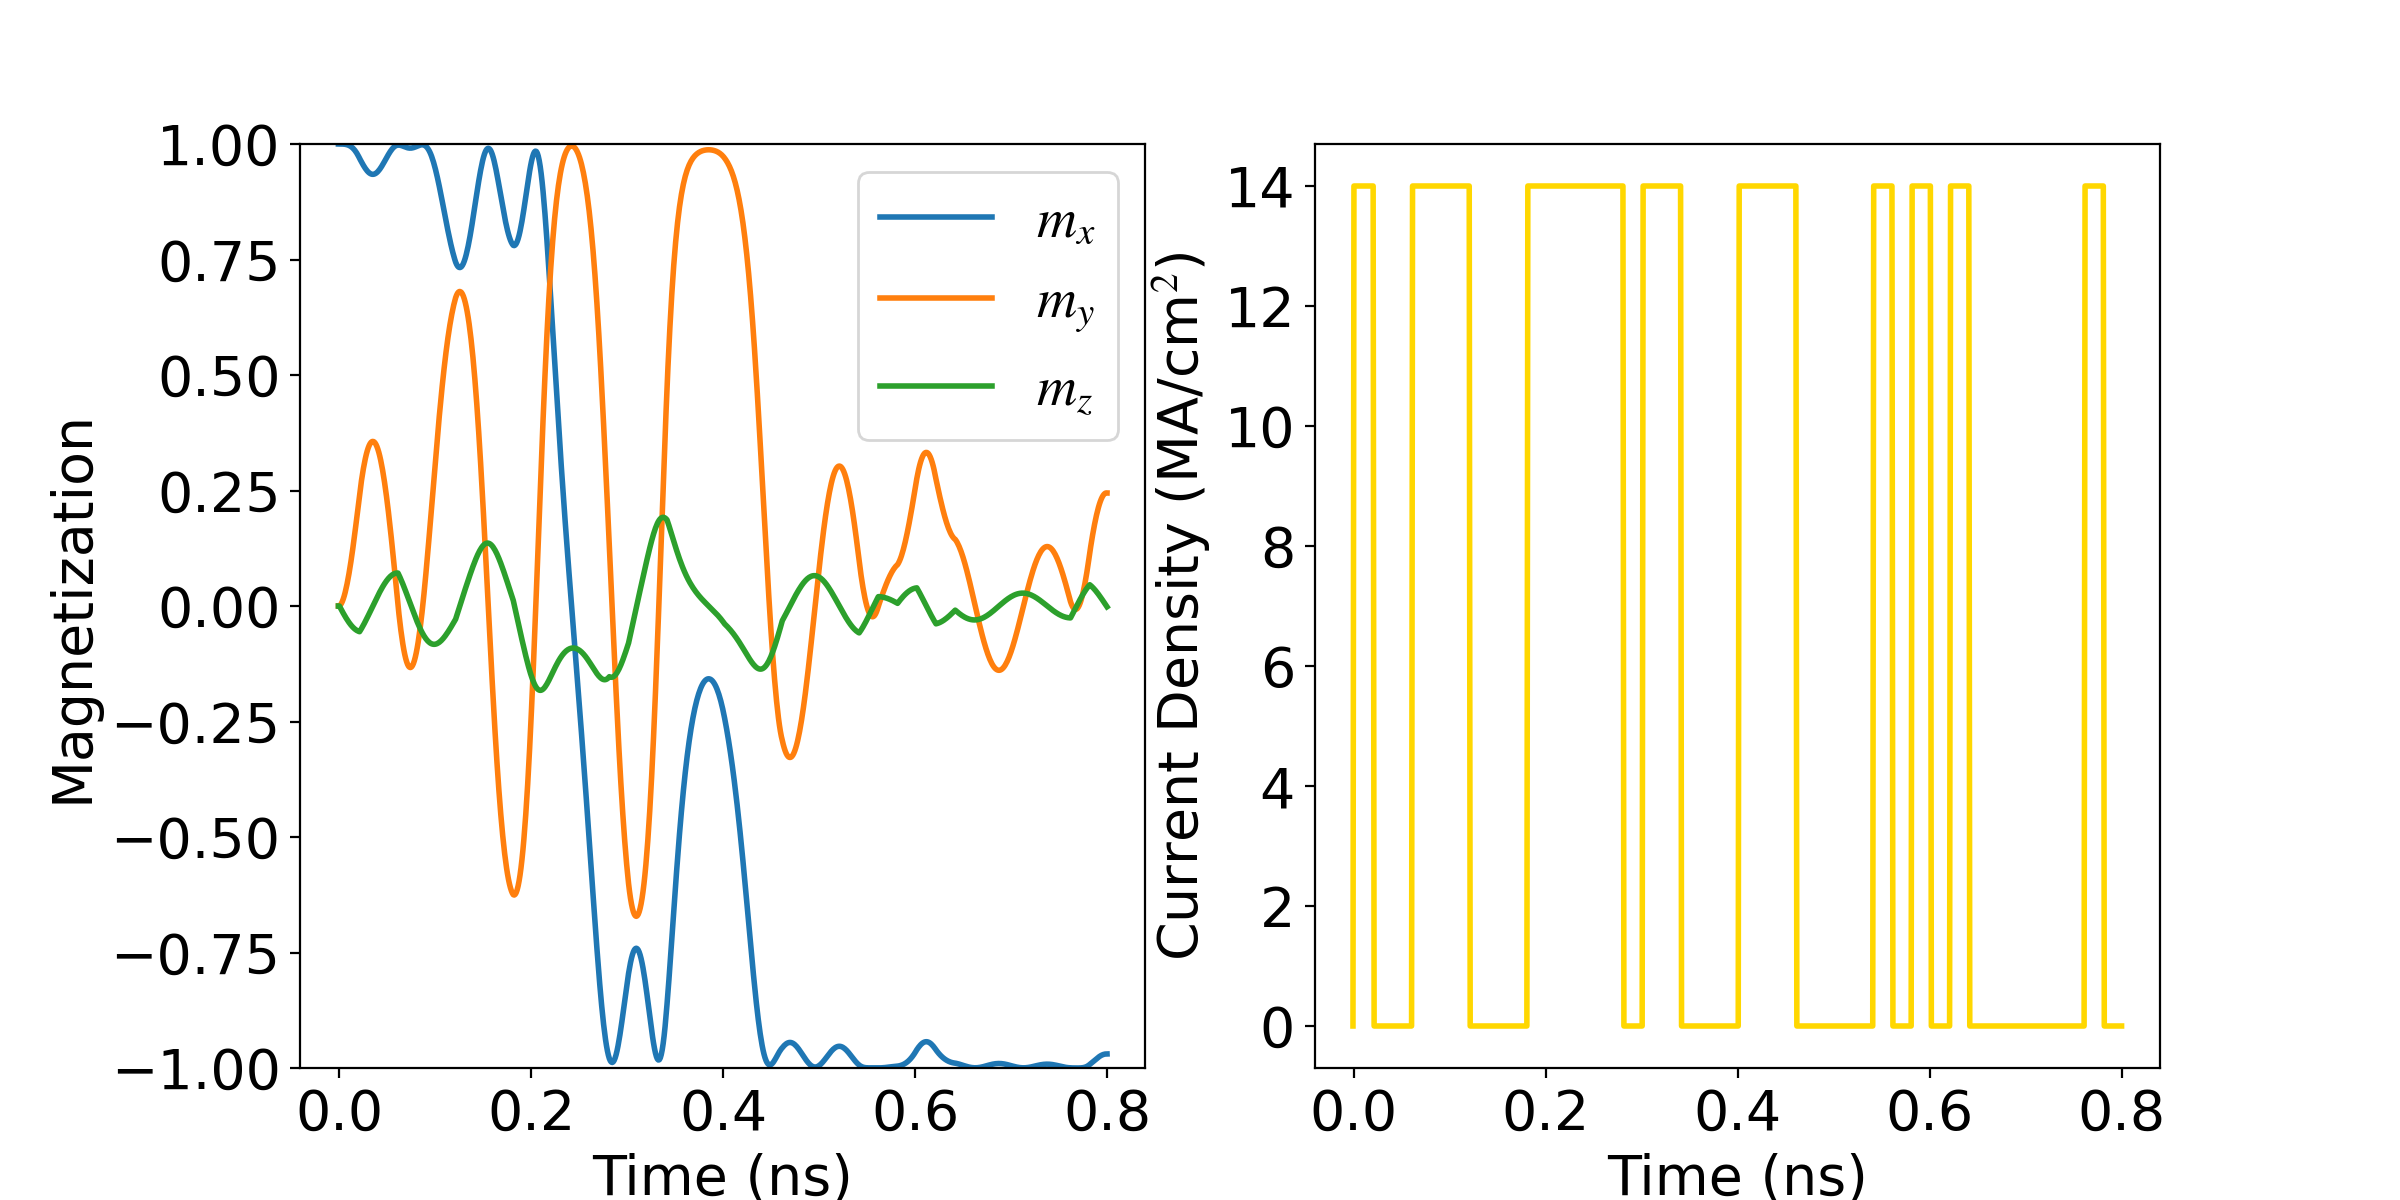 1.00
0.75
0.50
0.25
0.00
−0.25
−0.50
−0.75
−1.00
Magnetization
0.0 0.2 0.4 0.6 0.8
Time (ns)
m_x
m_y
m_z
14
12
10
8
6
4
2
0
Current Density (MA/cm²)
0.0 0.2 0.4 0.6 0.8
Time (ns)